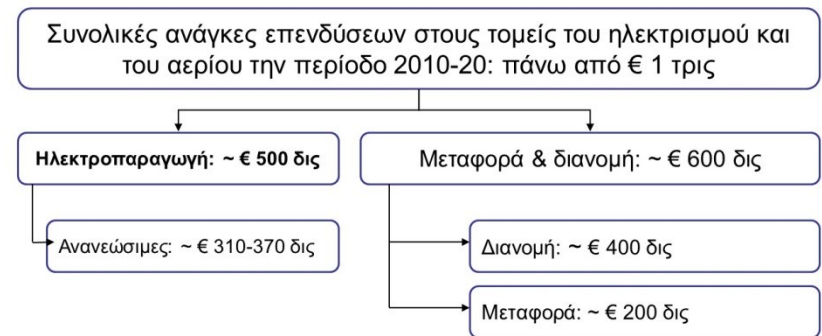 Συνολικές ανάγκες επενδύσεων στους τομείς του ηλεκτρισμού και
του αερίου την περίοδο 2010-20: πάνω από € 1 τρις
Ηλεκτροπαραγωγή: ~ € 500 δις
Μεταφορά & διανομή: ~ € 600 δις
Ανανεώσιμες: ~ € 310-370 δις
Διανομή: ~ € 400 δις
Μεταφορά: ~ € 200 δις